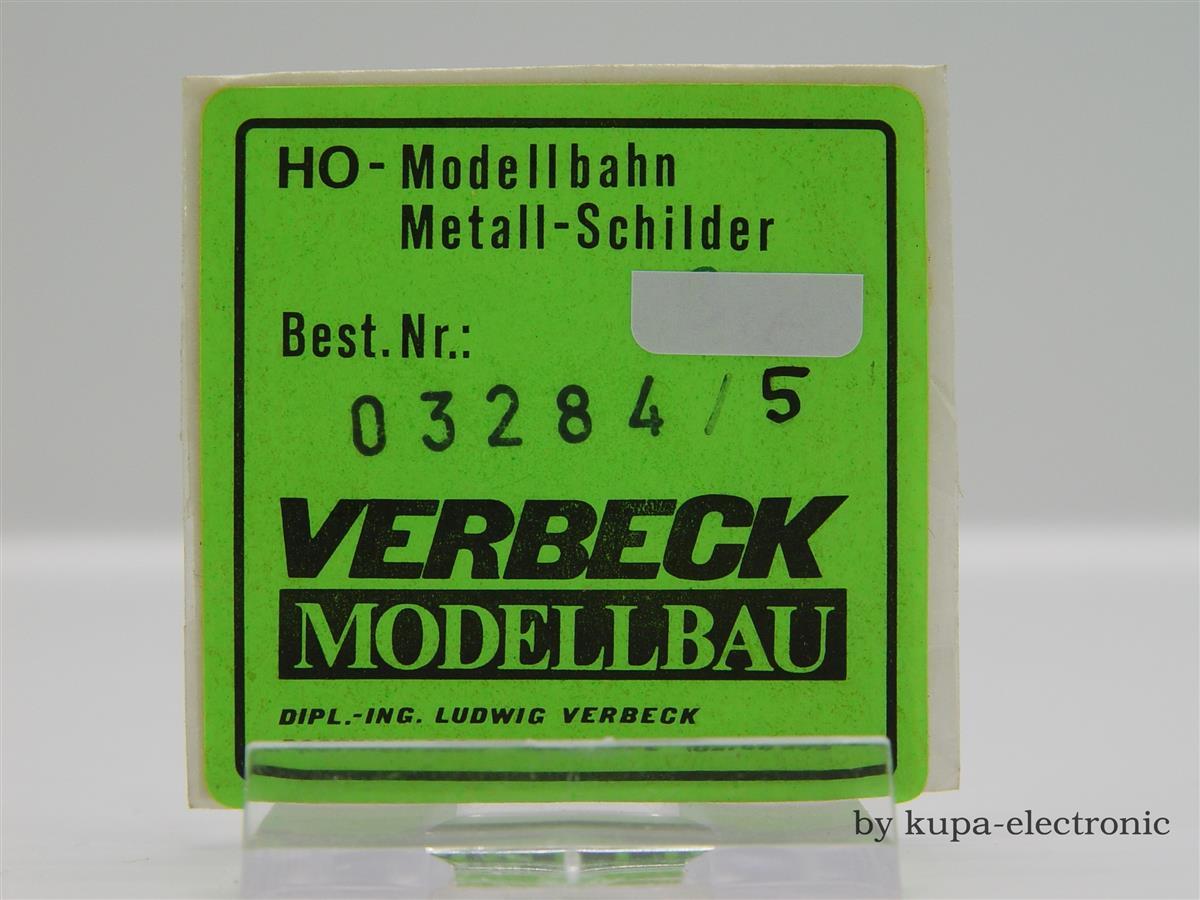 HO - Modellbahn
Metall-Schilder
Best. Nr.:
03284/5
VERBECK
MODELLBAU
DIPL.-ING. LUDWIG VERBECK
by kupa-electronic